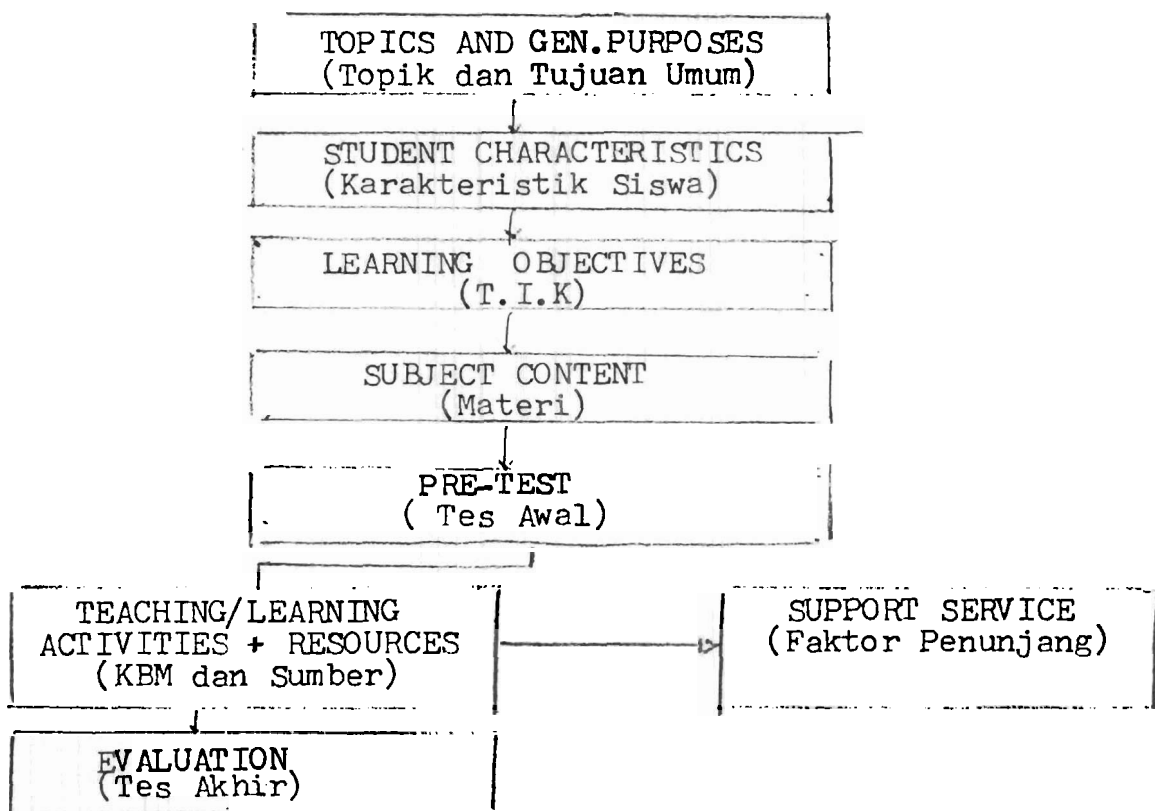 TOPICS AND GEN.PURPOSES
(Topik dan Tujuan Umum)
STUDENT CHARACTERISTICS
(Karakteristik Siswa)
LEARNING OBJECTIVES
(T.I.K)
SUBJECT CONTENT
(Materi)
PRE-TEST
( Tes Awal)
TEACHING/LEARNING
ACTIVITIES + RESOURCES
(KBM dan Sumber)
SUPPORT SERVICE
(Faktor Penunjang)
EVALUATION
(Tes Akhir)